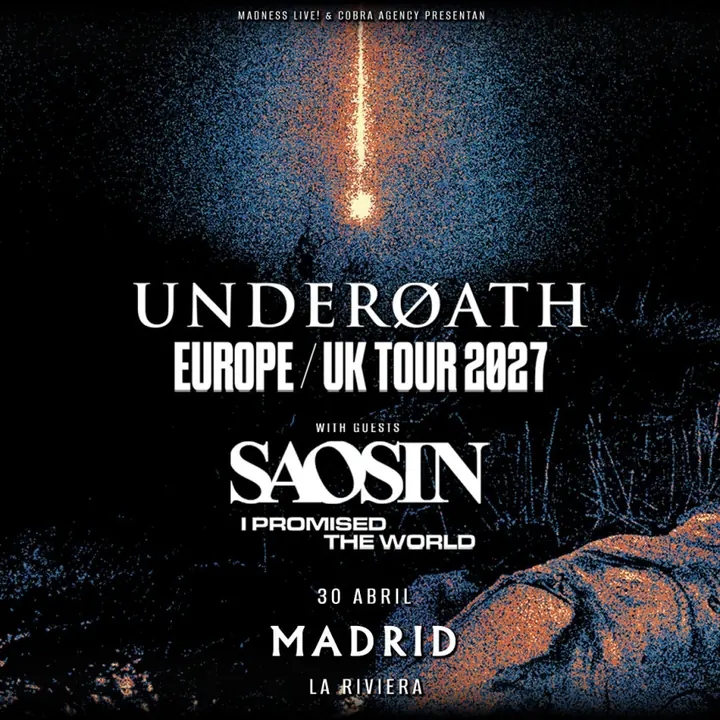 MADNESS LIVE! & COBRA AGENCY PRESENTAN
UNDERØATH
EUROPE / UK TOUR 2027
WITH GUESTS
SAOSIN
I PROMISED
THE WORLD
30 ABRIL
MADRID
LA RIVIERA